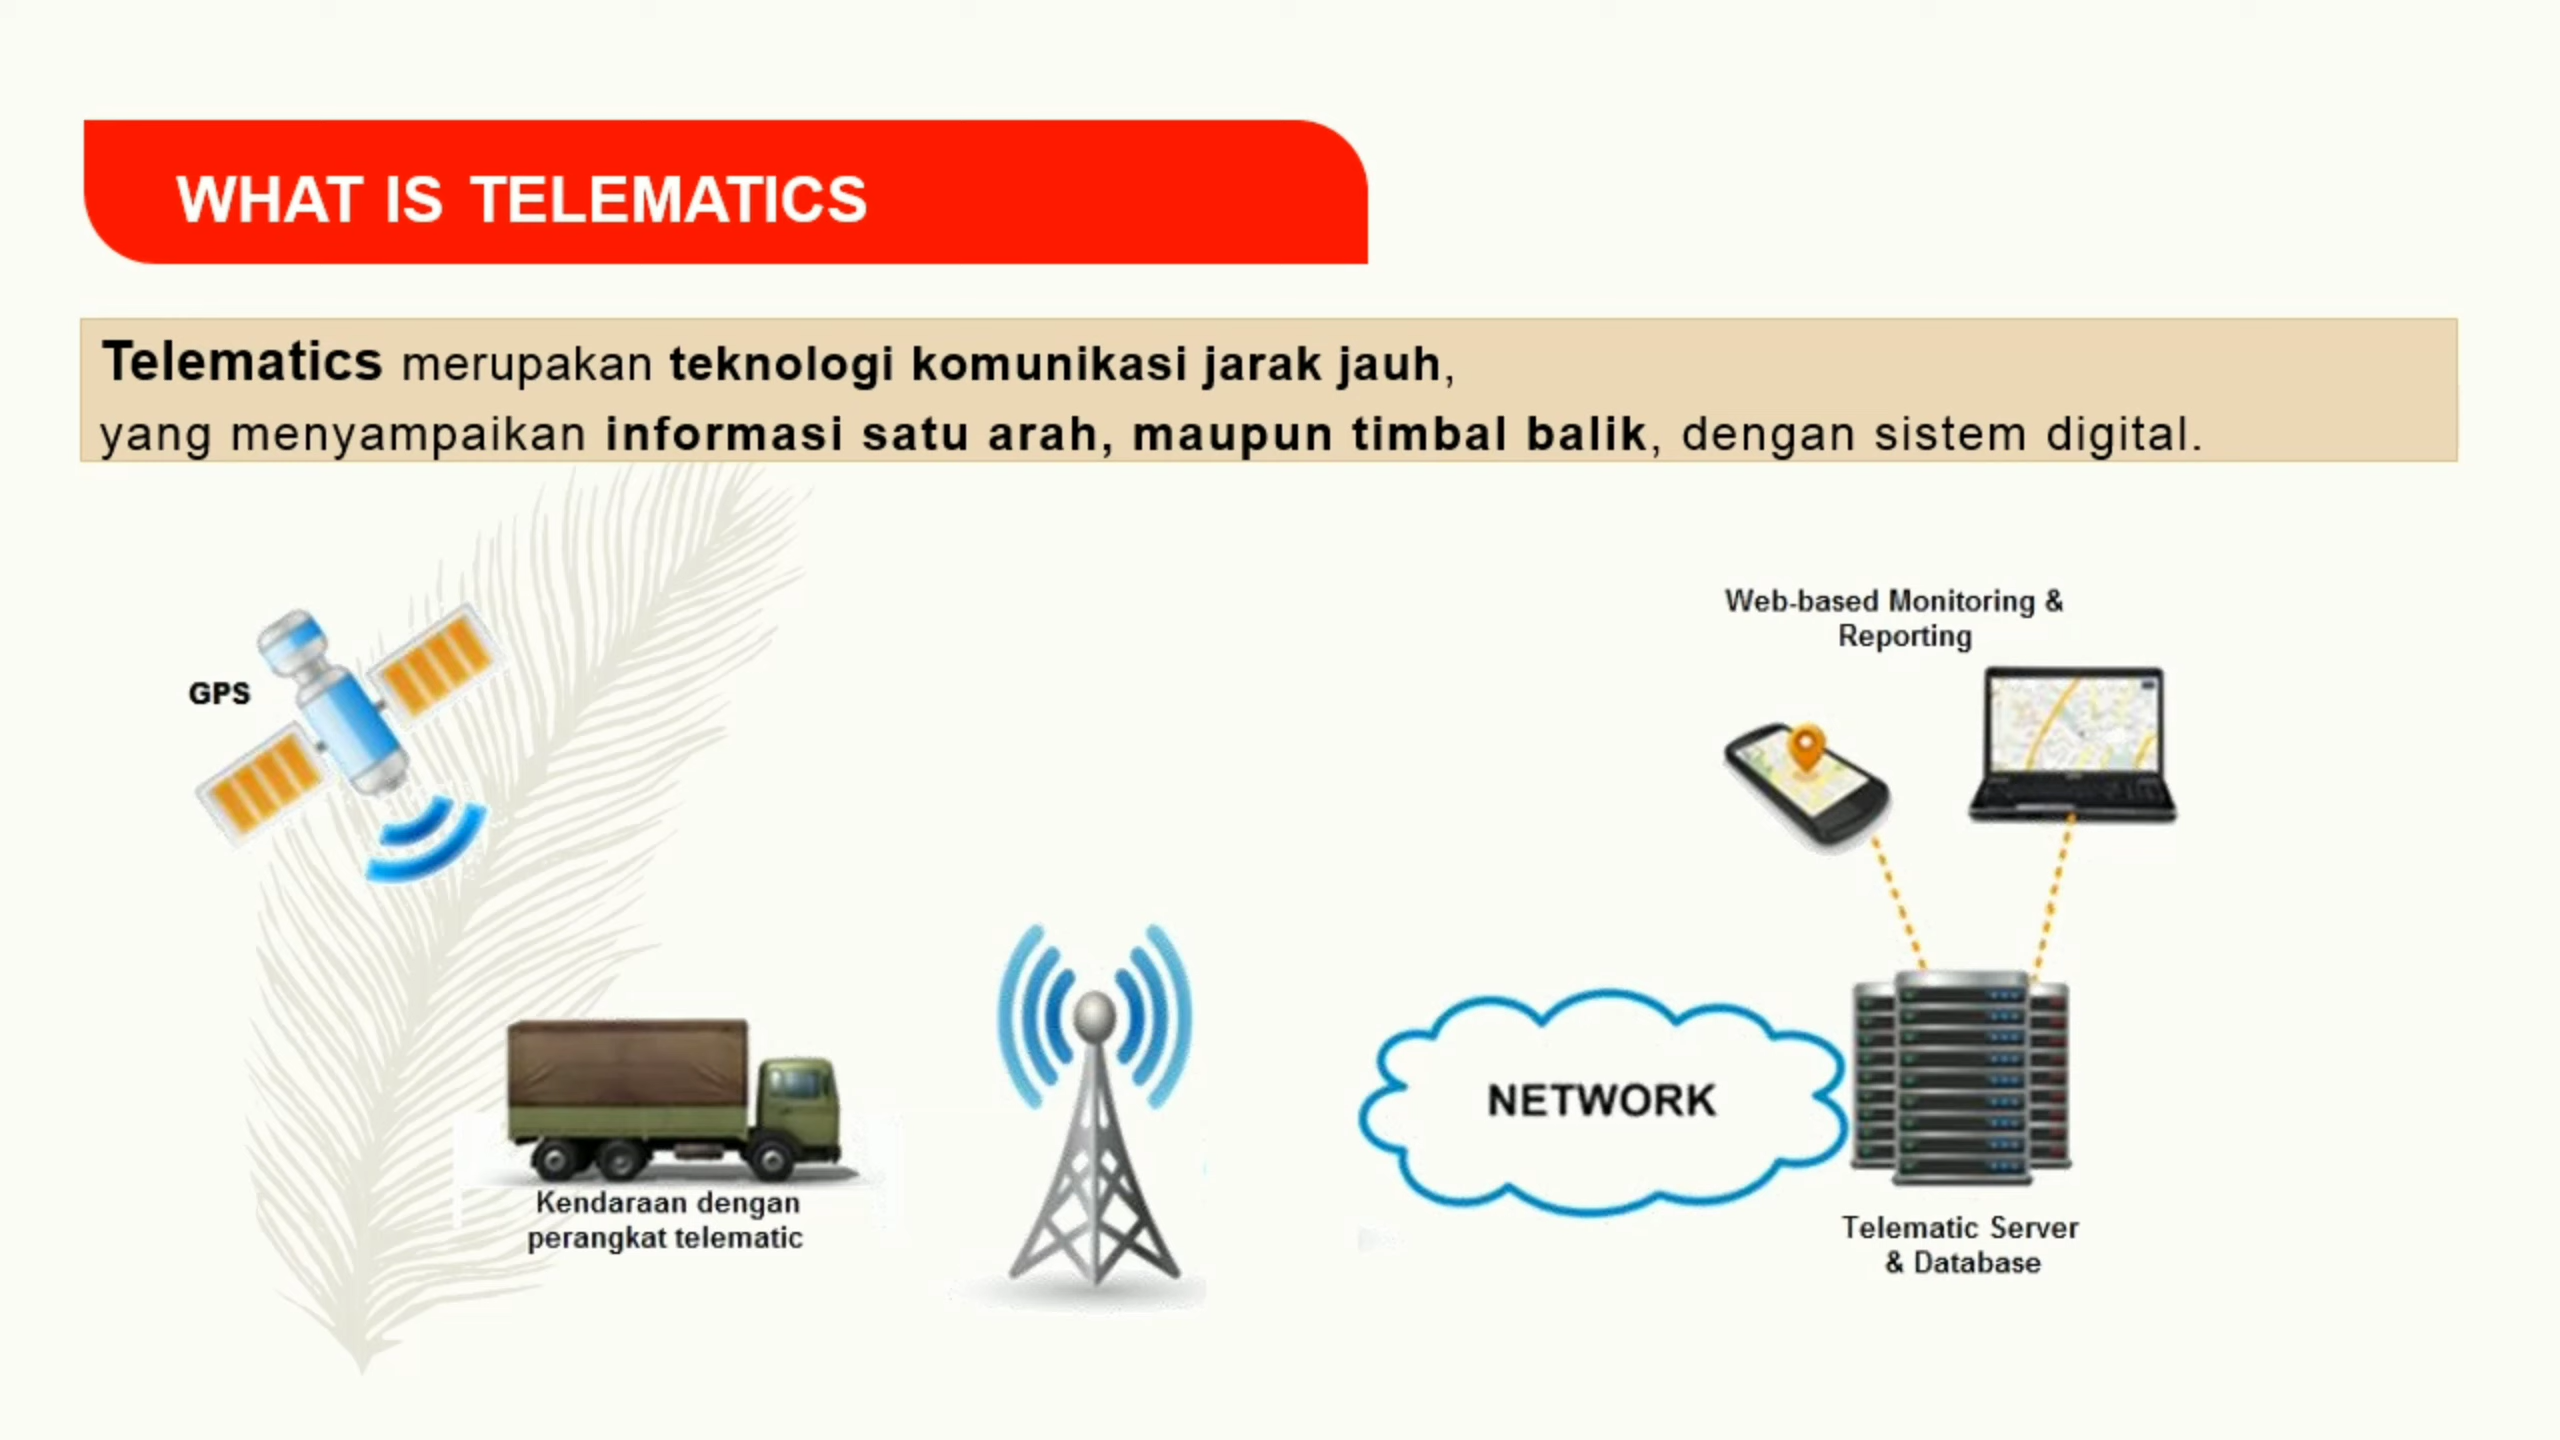 WHAT IS TELEMATICS
Telematics merupakan teknologi komunikasi jarak jauh,
yang menyampaikan informasi satu arah, maupun timbal balik, dengan sistem digital.
GPS
Web-based Monitoring &
Reporting
NETWORK
Kendaraan dengan
perangkat telematic
Telematic Server
& Database